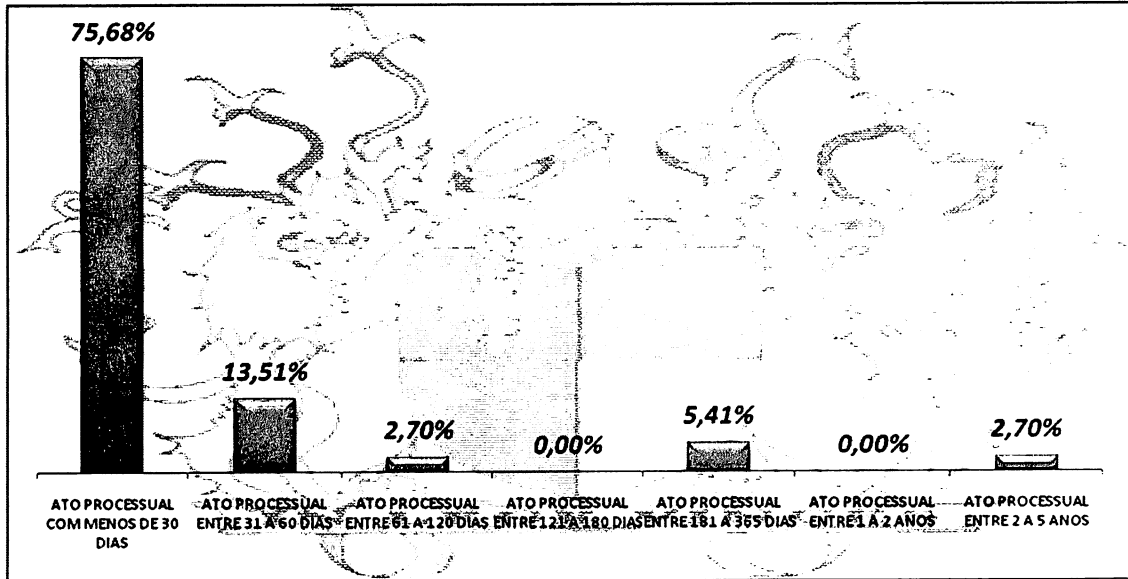 75,68%
13,51%
2,70%
0,00%
5,41%
0,00%
2,70%
ATO PROCESSUAL
COM MENOS DE 30
DIAS
ATO PROCESSUAL
ENTRE 31 A 60 DIAS
ATO PROCESSUAL
ENTRE 61 A 120 DIAS
ATO PROCESSUAL
ENTRE 121 A 180 DIAS
ATO PROCESSUAL
ENTRE 181 A 365 DIAS
ATO PROCESSUAL
ENTRE 1 A 2 ANOS
ATO PROCESSUAL
ENTRE 2 A 5 ANOS